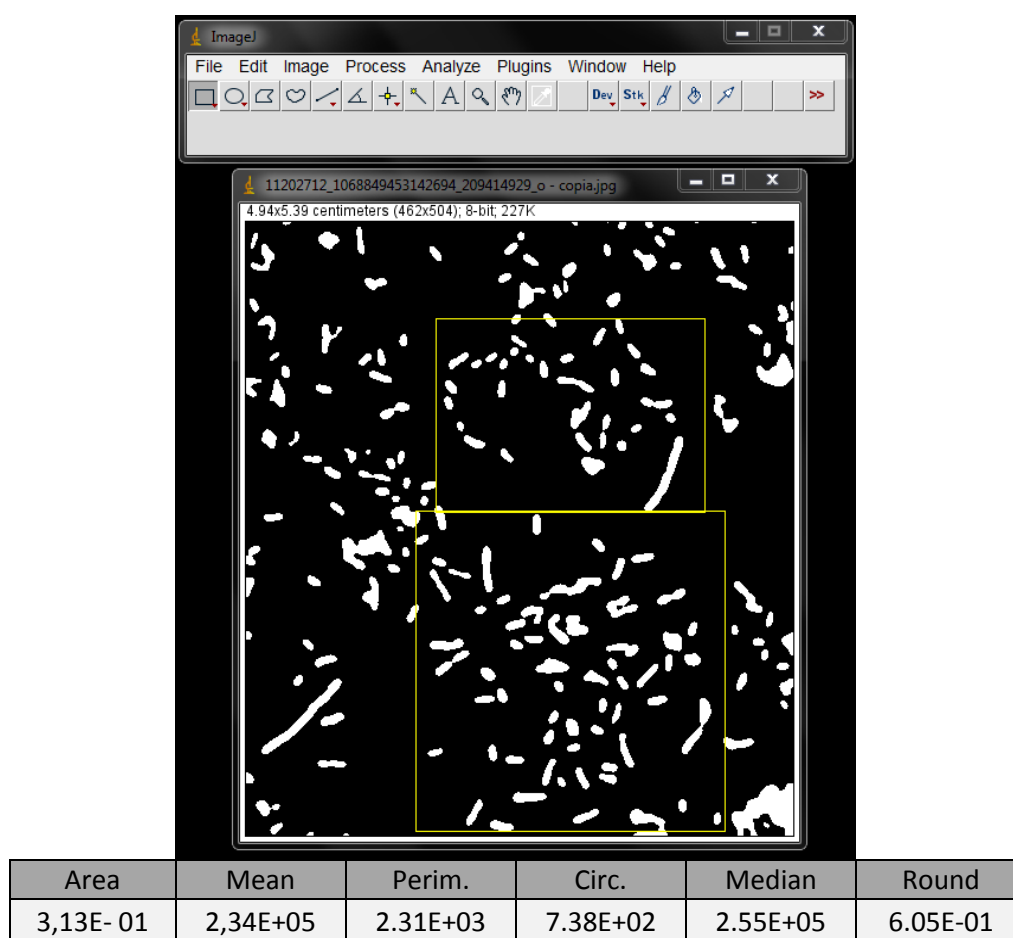 ImageJ
File Edit Image Process Analyze Plugins Window Help
Dev Stk >>
11202712_1068849453142694_209414929_o - copia.jpg
4.94x5.39 centimeters (462x504); 8-bit; 227K
Area Mean Perim. Circ. Median Round
3,13E- 01 2,34E+05 2.31E+03 7.38E+02 2.55E+05 6.05E-01